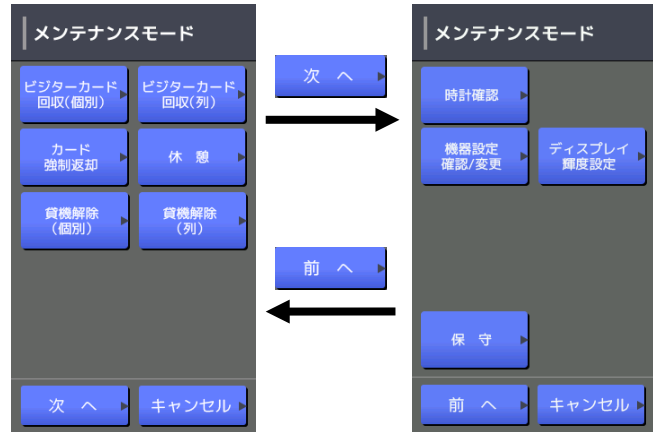 メンテナンスモード
ビジターカード
回収(個別)
ビジターカード
回収(列)
カード
強制返却
休 憩
貸機解除
(個別)
貸機解除
(列)
次 へ
キャンセル
次 へ
前 へ
メンテナンスモード
時計確認
機器設定
確認/変更
ディスプレイ
輝度設定
保 守
前 へ
キャンセル